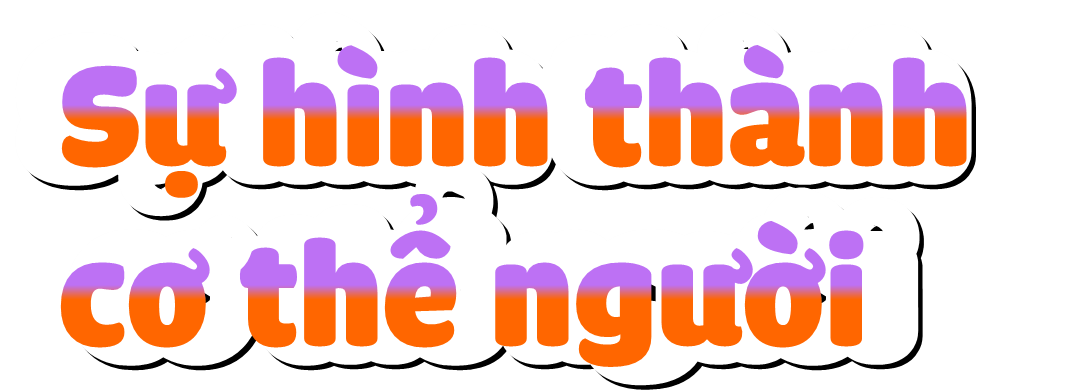 Sự hình thành
cơ thể người